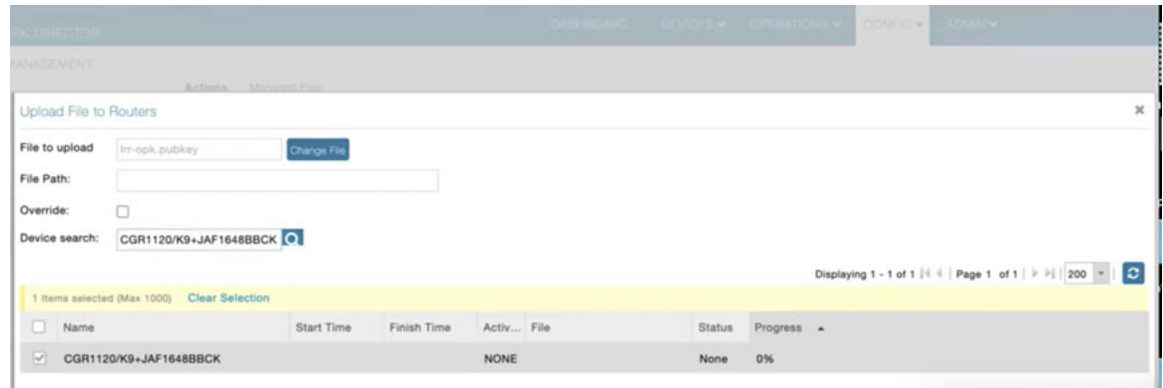 RK DIRECTOR
DASHBOARD DEVICES OPERATIONS CONFIG ADMIN
MANAGEMENT
Actions Managed Files
Upload File to Routers
File to upload lrr-opk.pubkey Change File
File Path:
Override:
Device search: CGR1120/K9+JAF1648BBCK
Displaying 1 - 1 of 1 | Page 1 of 1 | 200
1 Items selected (Max 1000) Clear Selection
Name Start Time Finish Time Activ... File Status Progress
CGR1120/K9+JAF1648BBCK NONE None 0%